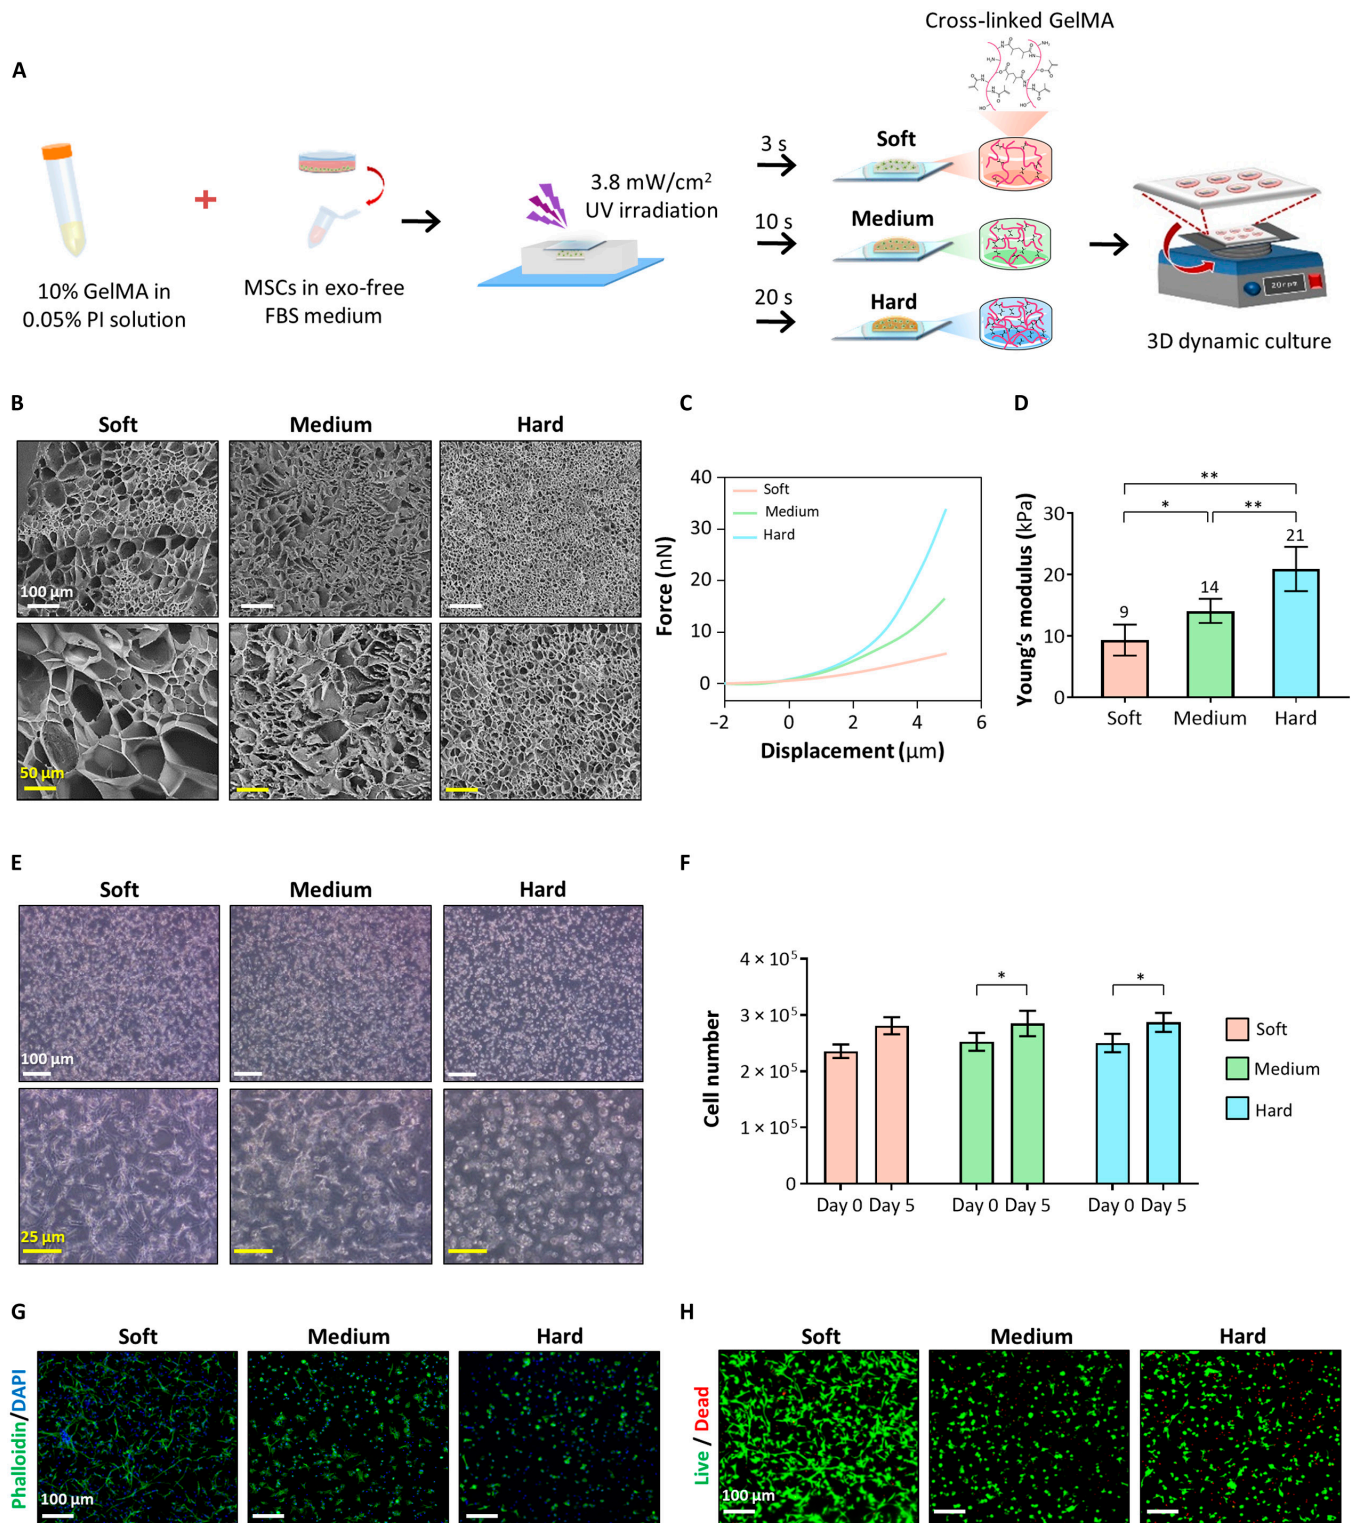 A
Cross-linked GelMA
10% GelMA in
0.05% PI solution
+
MSCs in exo-free
FBS medium
3.8 mW/cm²
UV irradiation
3 s
Soft
10 s
Medium
20 s
Hard
20rpm
3D dynamic culture
B
Soft
Medium
Hard
100 µm
50 µm
C
40
30
20
10
0
−2
0
2
4
6
Force (nN)
Displacement (µm)
Soft
Medium
Hard
D
Young's modulus (kPa)
30
20
10
0
**
*
**
9
14
21
Soft
Medium
Hard
E
Soft
Medium
Hard
100 µm
25 µm
F
Cell number
4 × 10⁵
3 × 10⁵
2 × 10⁵
1 × 10⁵
0
*
*
Day 0 Day 5
Day 0 Day 5
Day 0 Day 5
Soft
Medium
Hard
G
Soft
Medium
Hard
Phalloidin/DAPI
100 µm
H
Soft
Medium
Hard
Live / Dead
100 µm